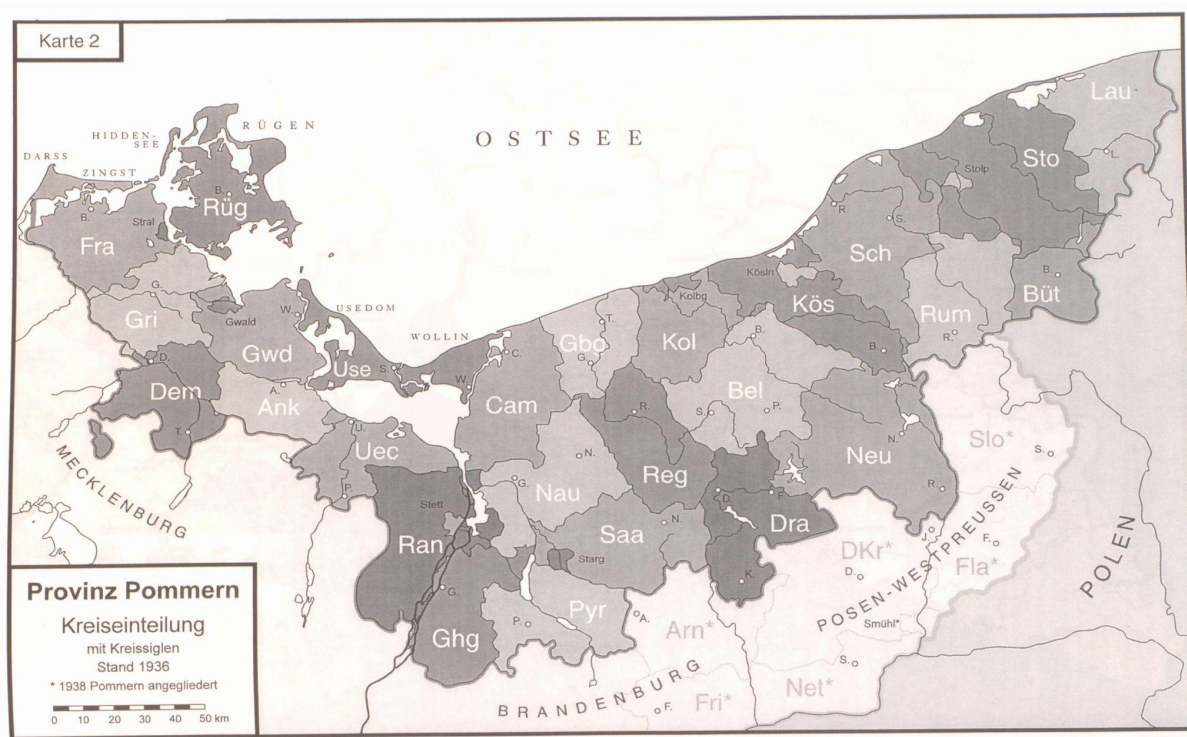 Karte 2
OSTSEE
HIDDEN-
SEE
RÜGEN
DARSS
ZINGST
B.
Rüg
B.
Stral
Fra
G.
Gri
Gwald
W.
USEDOM
Gwd
D.
Dem
T.
A.
Ank
Use
S.
WOLLIN
W.
C.
Cam
U.
Uec
P.
Stett
Ran
G.
Ghg
T.
Gbg
G.
Kolbg
Kol
Kösln
Kös
B.
B.
Bel
S.
P.
R.
Reg
N.
Nau
G.
Saa
N.
Starg
Pyr
P.
D.
F.
Dra
K.
R.
S.
Sch
Stolp
Sto
Lau
L.
B.
Büt
Rum
R.
Neu
N.
R.
Slo*
S.
J.
F.
Fla*
DKr*
D.
Smühl*
S.
Net*
A.
Arn*
Fri*
F.
MECKLENBURG
BRANDENBURG
POSEN-WESTPREUSSEN
POLEN
Provinz Pommern
Kreiseinteilung
mit Kreissiglen
Stand 1936
* 1938 Pommern angegliedert
0 10 20 30 40 50 km